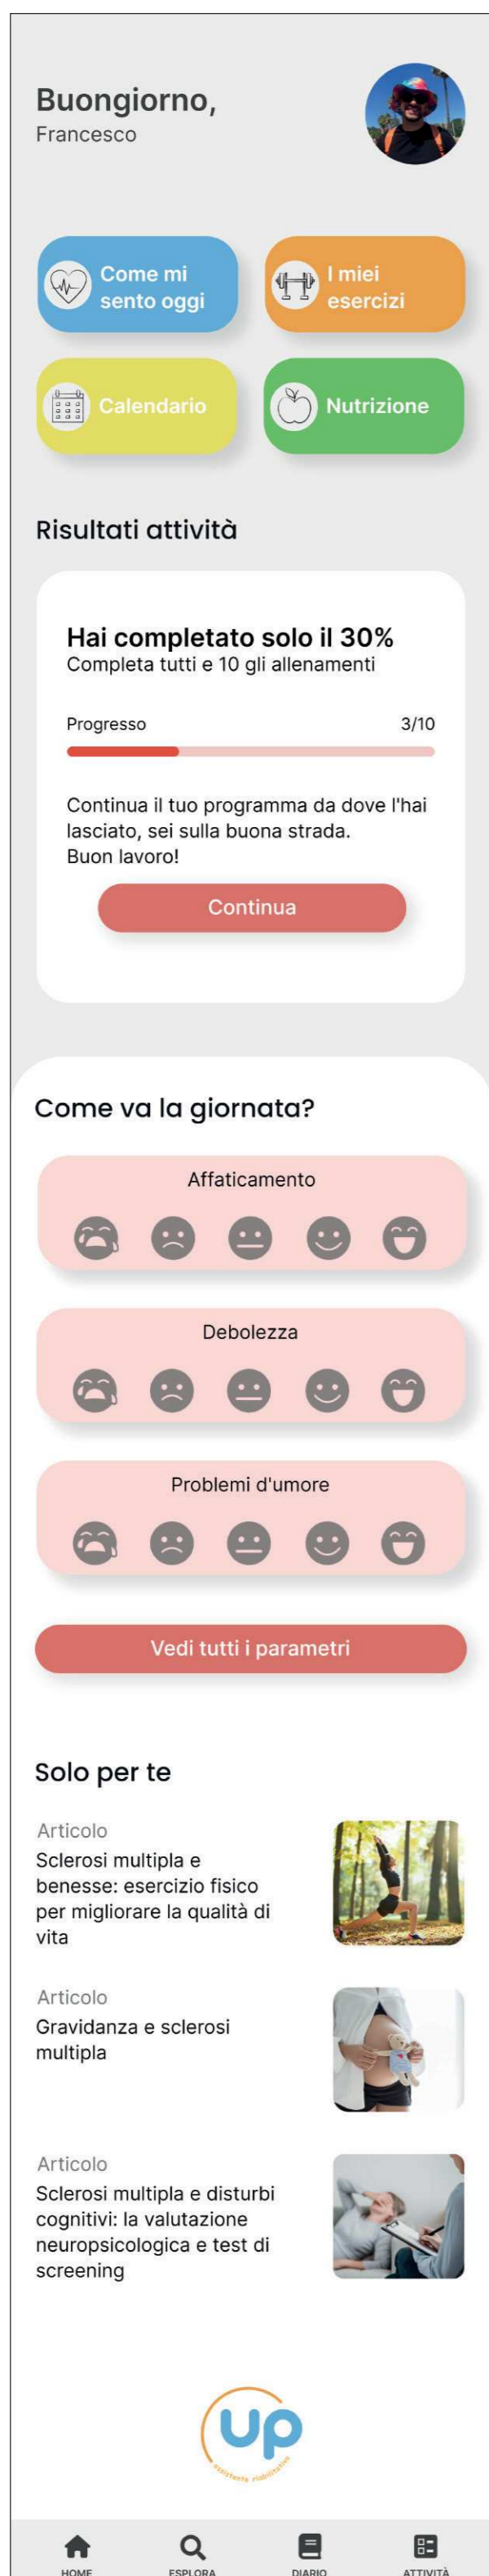 Buongiorno,
Francesco
Come mi
sento oggi
I miei
esercizi
Calendario
Nutrizione
Risultati attività
Hai completato solo il 30%
Completa tutti e 10 gli allenamenti
Progresso
3/10
Continua il tuo programma da dove l'hai
lasciato, sei sulla buona strada.
Buon lavoro!
Continua
Come va la giornata?
Affaticamento
Debolezza
Problemi d'umore
Vedi tutti i parametri
Solo per te
Articolo
Sclerosi multipla e
benesse: esercizio fisico
per migliorare la qualità di
vita
Articolo
Gravidanza e sclerosi
multipla
Articolo
Sclerosi multipla e disturbi
cognitivi: la valutazione
neuropsicologica e test di
screening
up
assistente riabilitativo
HOME
ESPLORA
DIARIO
ATTIVITÀ